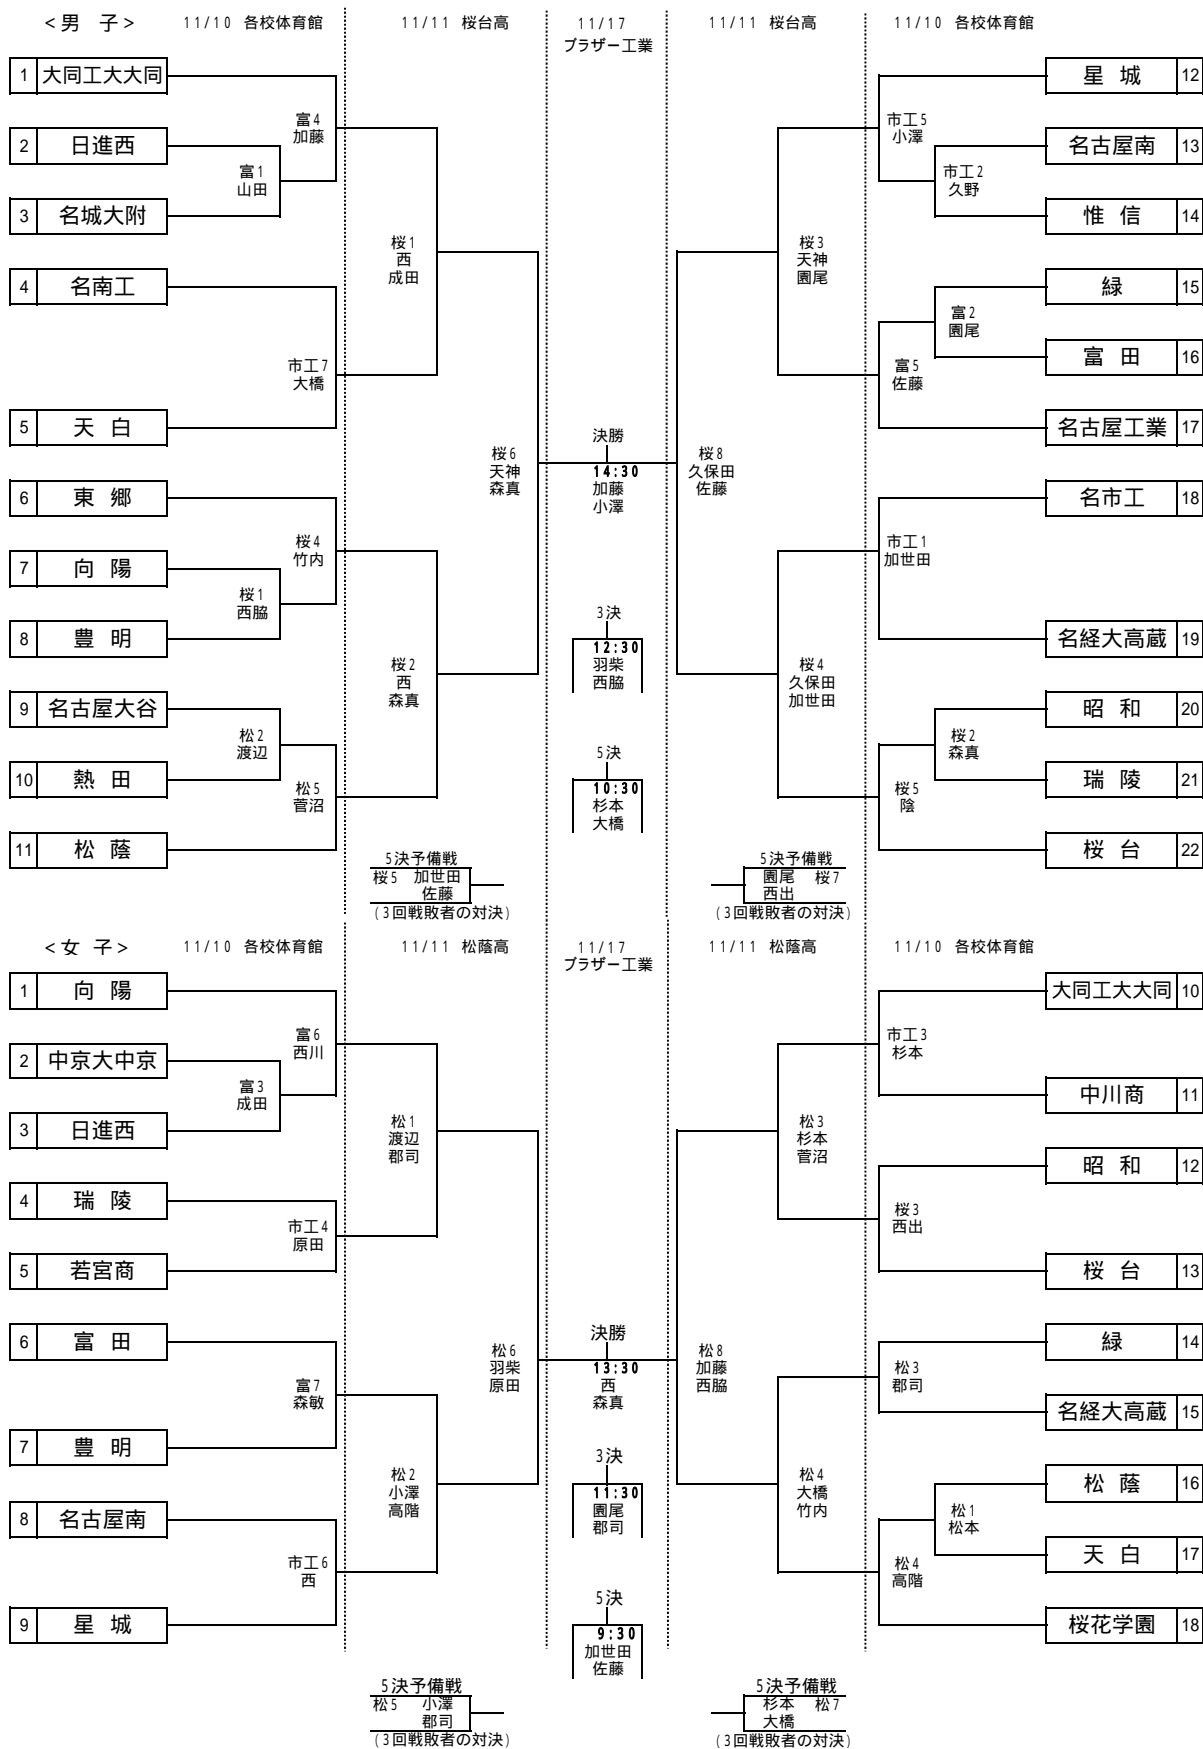 <男 子>
11/10 各校体育館
11/11 桜台高
11/17
ブラザー工業
11/11 桜台高
11/10 各校体育館
1 大同工大大同
2 日進西
3 名城大附
4 名南工
5 天 白
6 東 郷
7 向 陽
8 豊 明
9 名古屋大谷
10 熱 田
11 松 蔭
富4
加藤
富1
山田
市工7
大橋
桜4
竹内
桜1
西脇
松2
渡辺
松5
菅沼
桜1
西
成田
桜2
西
森真
桜6
天神
森真
5決予備戦
桜5 加世田
佐藤
(3回戦敗者の対決)
決勝
14:30
加藤
小澤
3決
12:30
羽柴
西脇
5決
10:30
杉本
大橋
桜8
久保田
佐藤
桜3
天神
園尾
桜4
久保田
加世田
5決予備戦
園尾 桜7
西出
(3回戦敗者の対決)
市工5
小澤
市工2
久野
富2
園尾
富5
佐藤
市工1
加世田
桜2
森真
桜5
陰
星 城 12
名古屋南 13
惟 信 14
緑 15
富 田 16
名古屋工業 17
名市工 18
名経大高蔵 19
昭 和 20
瑞 陵 21
桜 台 22
<女 子>
11/10 各校体育館
11/11 松蔭高
11/17
ブラザー工業
11/11 松蔭高
11/10 各校体育館
1 向 陽
2 中京大中京
3 日進西
4 瑞 陵
5 若宮商
6 富 田
7 豊 明
8 名古屋南
9 星 城
富6
西川
富3
成田
市工4
原田
富7
森敏
市工6
西
松1
渡辺
郡司
松2
小澤
高階
松6
羽柴
原田
5決予備戦
松5 小澤
郡司
(3回戦敗者の対決)
決勝
13:30
西
森真
3決
11:30
園尾
郡司
5決
9:30
加世田
佐藤
松8
加藤
西脇
松3
杉本
菅沼
松4
大橋
竹内
5決予備戦
杉本 松7
大橋
(3回戦敗者の対決)
市工3
杉本
桜3
西出
松3
郡司
松1
松本
松4
高階
大同工大大同 10
中川商 11
昭 和 12
桜 台 13
緑 14
名経大高蔵 15
松 蔭 16
天 白 17
桜花学園 18